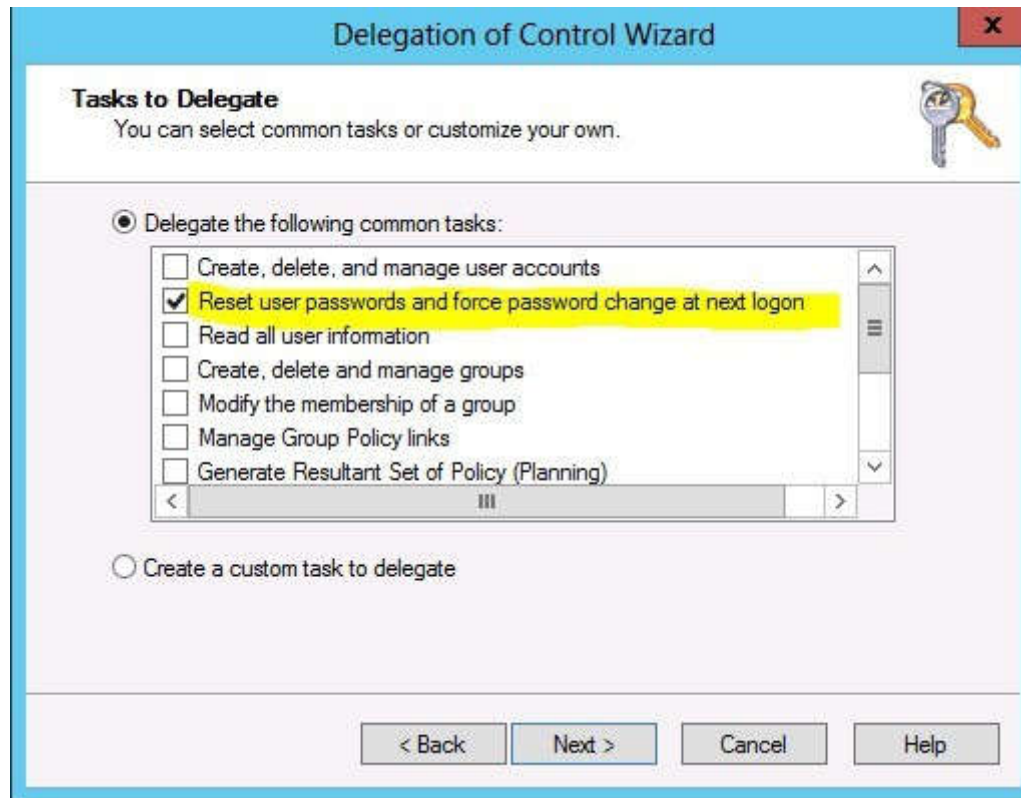 Delegation of Control Wizard
x
Tasks to Delegate
You can select common tasks or customize your own.
Delegate the following common tasks:
Create, delete, and manage user accounts
Reset user passwords and force password change at next logon
Read all user information
Create, delete and manage groups
Modify the membership of a group
Manage Group Policy links
Generate Resultant Set of Policy (Planning)
Create a custom task to delegate
< Back
Next >
Cancel
Help